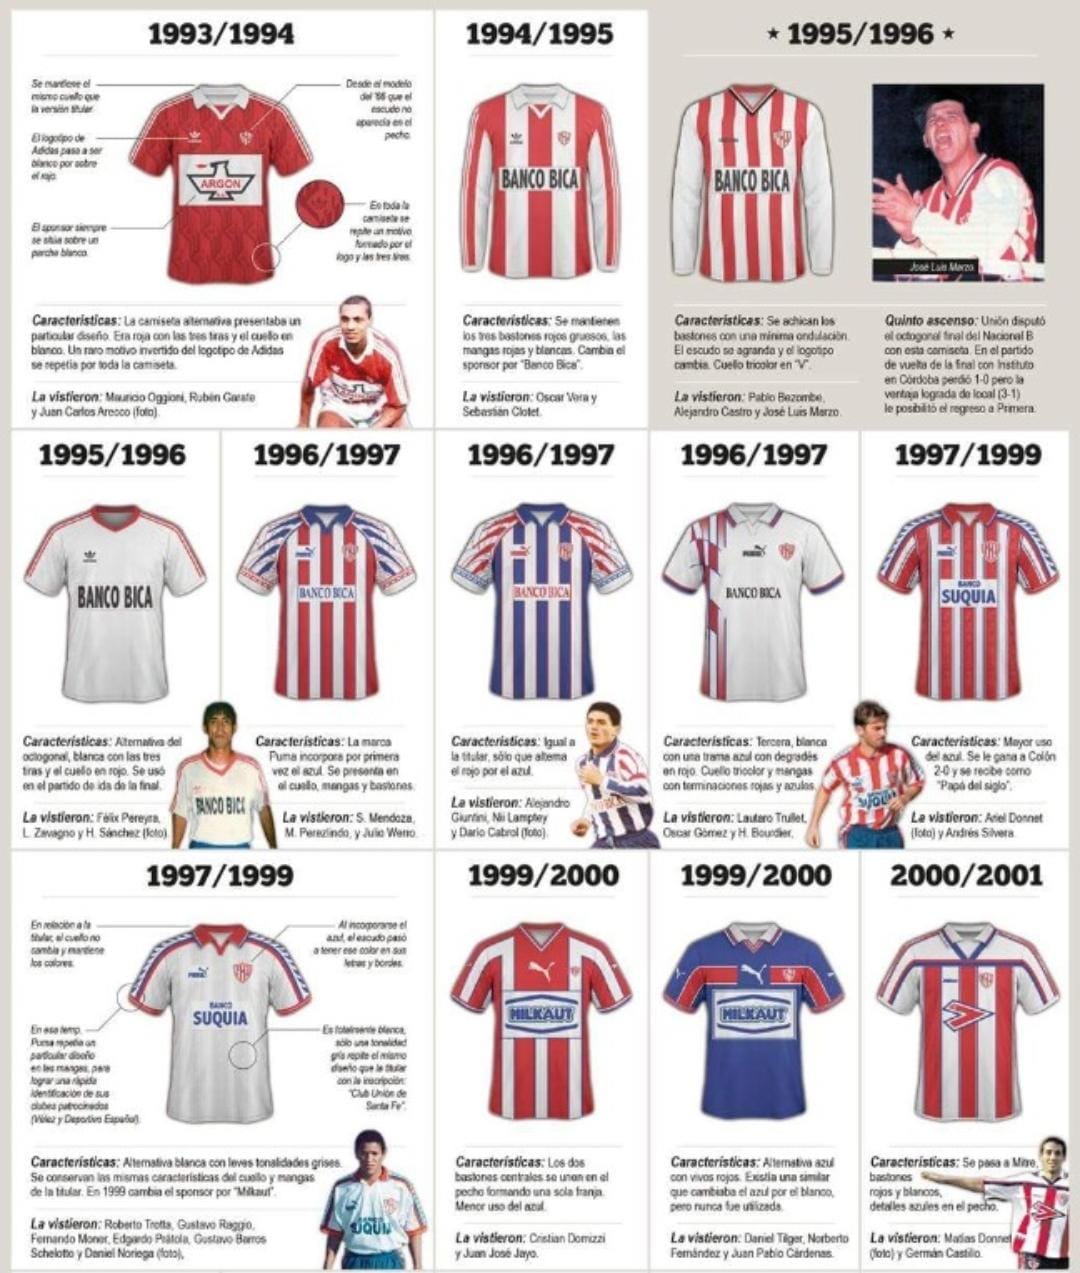 1993/1994
Se mantiene el
mismo cuello que
la versión titular.
Desde el modelo
del '86 que el
escudo no
aparecía en el
pecho.
El logotipo de
Adidas pasa a ser
blanco por sobre
el rojo.
ARGON
El sponsor siempre
se sitúa sobre un
parche blanco.
En toda la
camiseta se
repite un motivo
formado por el
logo y las tres tiras.
Características: La camiseta alternativa presentaba un
particular diseño. Era roja con las tres tiras y el cuello en
blanco. Un raro motivo invertido del logotipo de Adidas
se repetía por toda la camiseta.
La vistieron: Mauricio Oggioni, Rubén Garate
y Juan Carlos Arecco (foto).
1994/1995
BANCO BICA
Características: Se mantienen
los tres bastones rojos gruesos, las
mangas rojas y blancas. Cambia el
sponsor por "Banco Bica".
La vistieron: Oscar Vera y
Sebastián Clotet.
★ 1995/1996 ★
BANCO BICA
José Luis Marzo
Características: Se achican los
bastones con una mínima ondulación.
El escudo se agranda y el logotipo
cambia. Cuello tricolor en "V".
La vistieron: Pablo Bezombe,
Alejandro Castro y José Luis Marzo.
Quinto ascenso: Unión disputó
el octogonal final del Nacional B
con esta camiseta. En el partido
de vuelta de la final con Instituto
en Córdoba perdió 1-0 pero la
ventaja lograda de local (3-1)
le posibilitó el regreso a Primera.
1995/1996
BANCO BICA
Características: Alternativa del
octogonal, blanca con las tres
tiras y el cuello en rojo. Se usó
en el partido de ida de la final.
La vistieron: Félix Pereyra,
L. Zavagno y H. Sánchez (foto).
BANCO BICA
1996/1997
PUMA
BANCO BICA
Características: La marca
Puma incorpora por primera
vez el azul. Se presenta en
el cuello, mangas y bastones.
La vistieron: S. Mendoza,
M. Perezlindo, y Julio Werro.
1996/1997
PUMA
BANCO BICA
Características: Igual a
la titular, sólo que alterna
el rojo por el azul.
La vistieron: Alejandro
Giuntini, Nii Lamptey
y Darío Cabrol (foto).
1996/1997
PUMA
BANCO BICA
Características: Tercera, blanca
con una trama azul con degradés
en rojo. Cuello tricolor y mangas
con terminaciones rojas y azules.
La vistieron: Lautaro Trullet,
Oscar Gómez y H. Bourdier.
1997/1999
PUMA
BANCO
SUQUIA
Características: Mayor uso
del azul. Se le gana a Colón
2-0 y se recibe como
"Papá del siglo".
La vistieron: Ariel Donnet
(foto) y Andrés Silvera.
1997/1999
En relación a la
titular, el cuello no
cambia y mantiene
los colores.
Al incorporarse el
azul, el escudo pasó
a tener ese color en sus
letras y bordes.
PUMA
BANCO
SUQUIA
En esa temp.
Puma repetía un
particular diseño
en las mangas, para
lograr una rápida
identificación de sus
clubes patrocinados
(Vélez y Deportivo Español).
Es totalmente blanca,
sólo una tonalidad
gris repite el mismo
diseño que la titular
con la inscripción:
"Club Unión de
Santa Fe".
Características: Alternativa blanca con leves tonalidades grises.
Se conservan las mismas características del cuello y mangas
de la titular. En 1999 cambia el sponsor por "Milkaut".
La vistieron: Roberto Trotta, Gustavo Raggio,
Fernando Moner, Edgardo Prátola, Gustavo Barros
Schelotto y Daniel Noriega (foto),
1999/2000
MILKAUT
Características: Los dos
bastones centrales se unen en el
pecho formando una sola franja.
Menor uso del azul.
La vistieron: Cristian Domizzi
y Juan José Jayo.
1999/2000
MILKAUT
Características: Alternativa azul
con vivos rojos. Existía una similar
que cambiaba el azul por el blanco,
pero nunca fue utilizada.
La vistieron: Daniel Tilger, Norberto
Fernández y Juan Pablo Cárdenas.
2000/2001
Características: Se pasa a Mitre,
bastones
rojos y blancos,
detalles azules en el pecho.
La vistieron: Matías Donnet
(foto) y Germán Castillo.